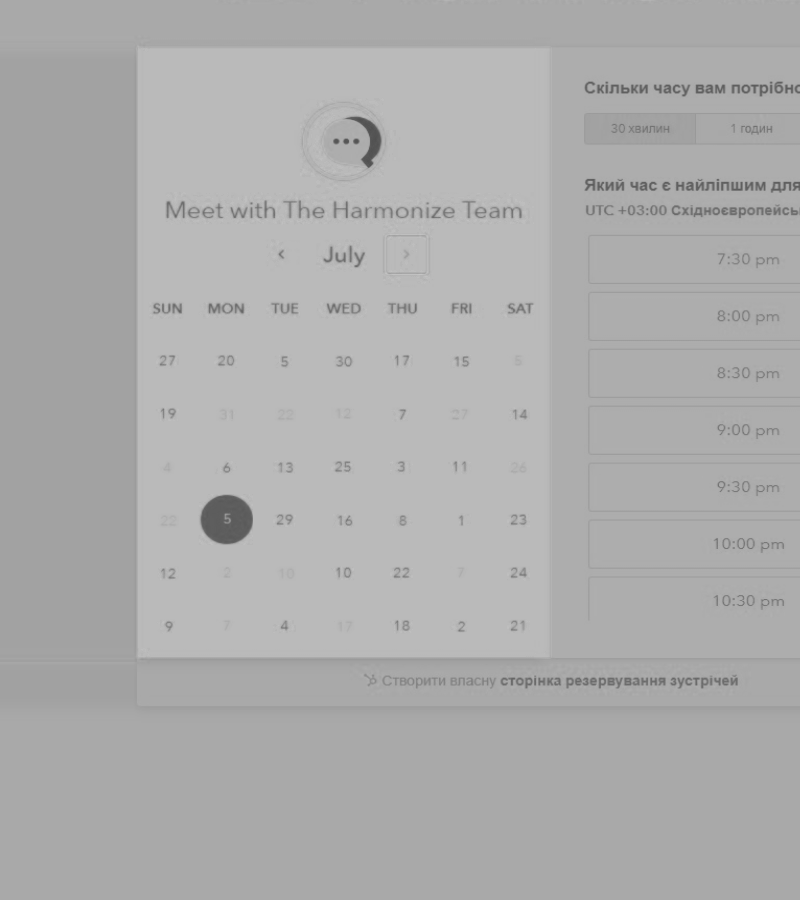 Meet with The Harmonize Team
July
SUN MON TUE WED THU FRI SAT
27 20 5 30 17 15 5
19 31 23 12 7 27 14
4 6 13 25 3 11 26
22 5 29 16 8 1 23
12 2 10 10 22 7 24
9 7 4 17 18 2 21
Скільки часу вам потрібно
30 хвилин 1 годин
Який час є найліпшим для
UTC +03:00 Східноєвропейсь
7:30 pm
8:00 pm
8:30 pm
9:00 pm
9:30 pm
10:00 pm
10:30 pm
Створити власну сторінка резервування зустрічей